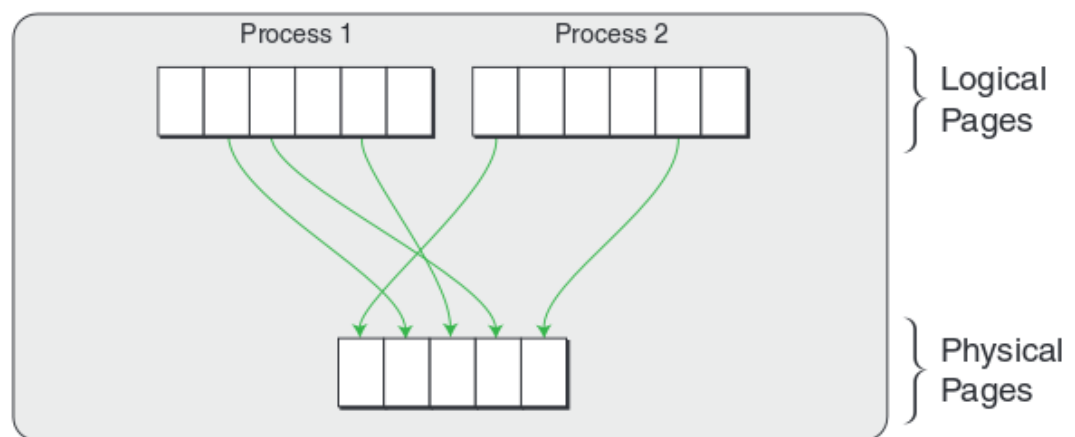 Process 1
Process 2
Logical
Pages
Physical
Pages